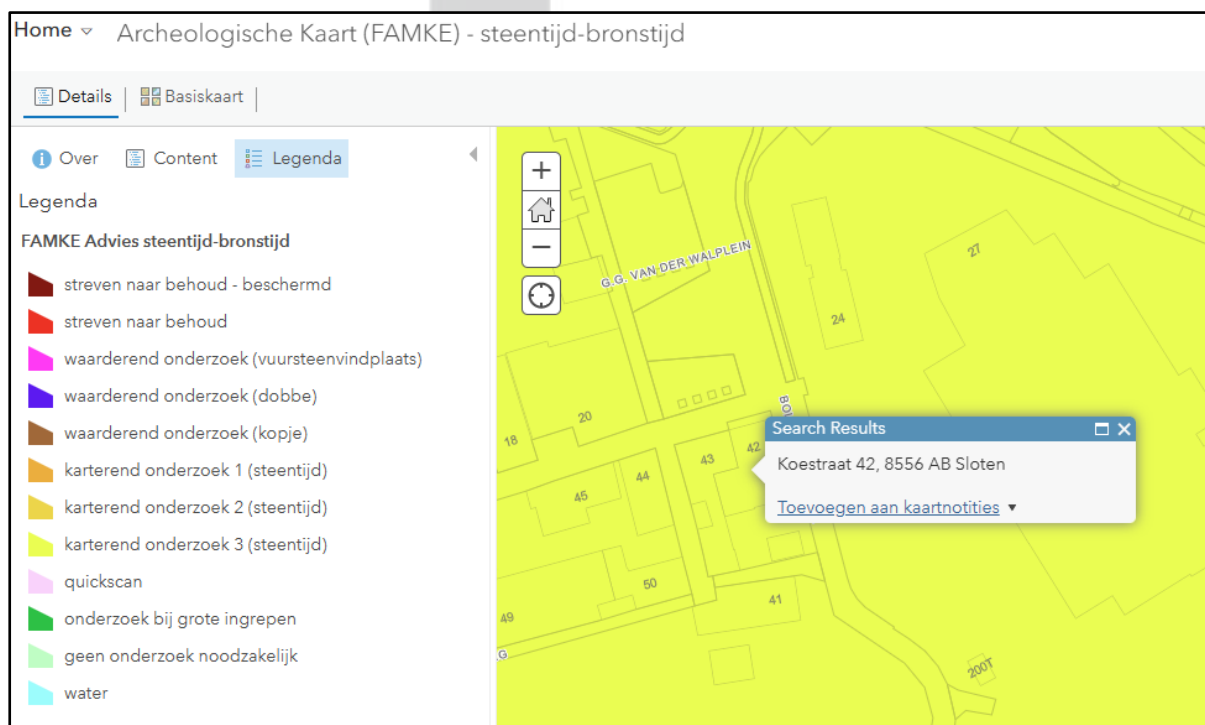 Home Archeologische Kaart (FAMKE) - steentijd-bronstijd
Details Basiskaart
Over Content Legenda
Legenda
FAMKE Advies steentijd-bronstijd
streven naar behoud - beschermd
streven naar behoud
waarderend onderzoek (vuursteenvindplaats)
waarderend onderzoek (dobbe)
waarderend onderzoek (kopje)
karterend onderzoek 1 (steentijd)
karterend onderzoek 2 (steentijd)
karterend onderzoek 3 (steentijd)
quickscan
onderzoek bij grote ingrepen
geen onderzoek noodzakelijk
water
G.G. VAN DER WALPLEIN
27
24
20
18
42
43
44
45
50
49
41
200T
Search Results
Koestraat 42, 8556 AB Sloten
Toevoegen aan kaartnotities